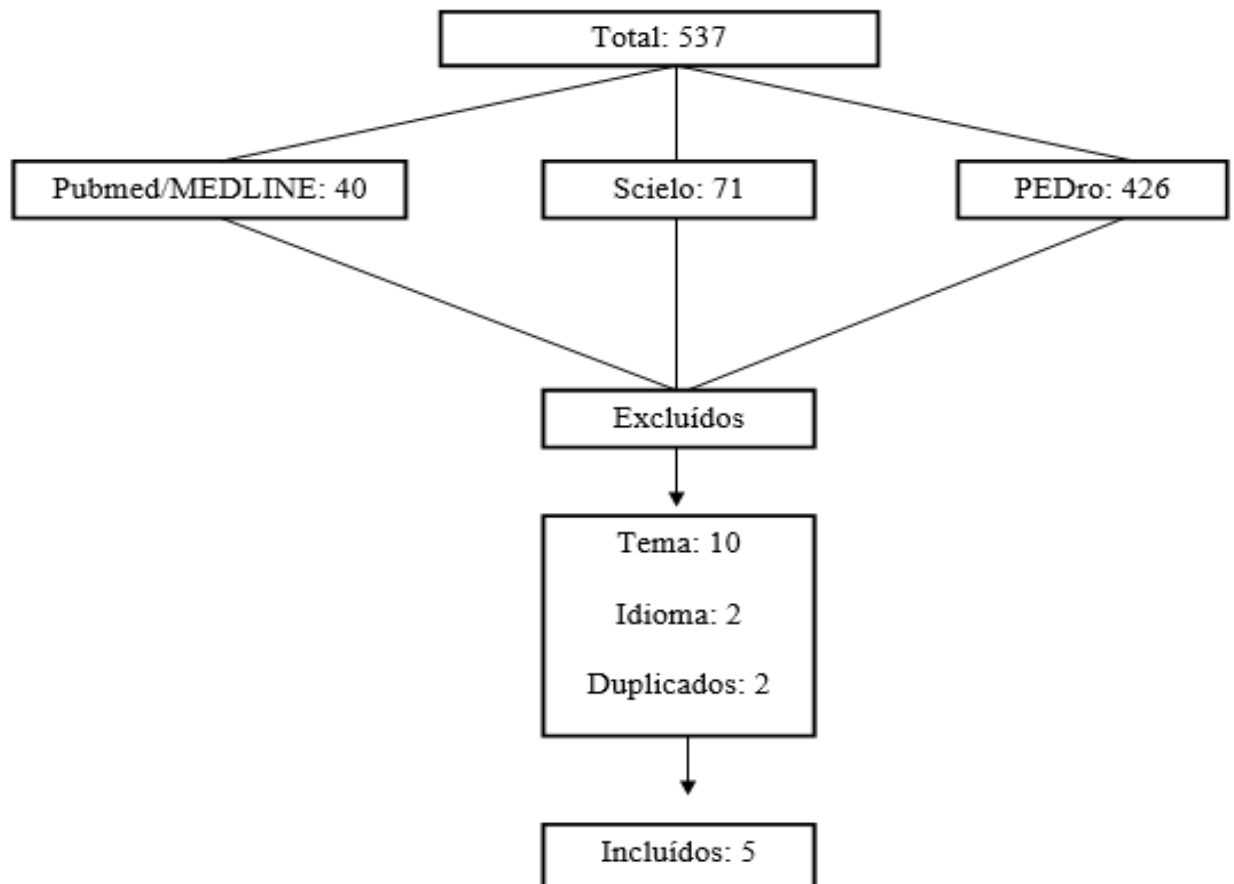 Total: 537
Pubmed/MEDLINE: 40
Scielo: 71
PEDro: 426
Excluídos
Tema: 10
Idioma: 2
Duplicados: 2
Incluídos: 5